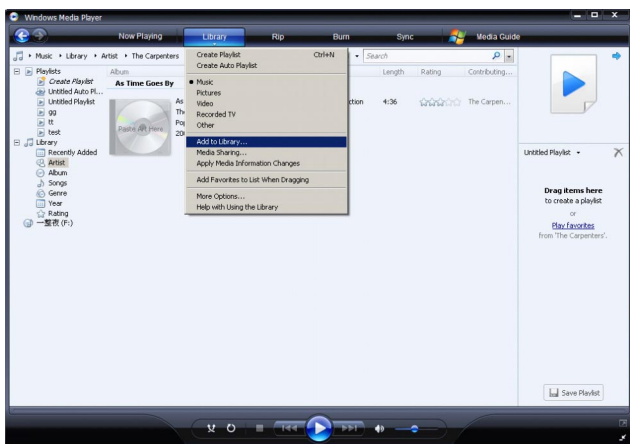 Windows Media Player
Now Playing
Library
Rip
Burn
Sync
Media Guide
Music ▸ Library ▸ Artist ▸ The Carpenters
Search
Create Playlist Ctrl+N
Create Auto Playlist
Music
Pictures
Video
Recorded TV
Other
Add to Library...
Media Sharing...
Apply Media Information Changes
Add Favorites to List When Dragging
More Options...
Help with Using the Library
Playlists
Create Playlist
Untitled Auto Pl...
Untitled Playlist
gg
tt
test
Library
Recently Added
Artist
Album
Songs
Genre
Year
Rating
(F:)
Album
Length
Rating
Contributing...
As Time Goes By
Paste Art Here
As
The
Pop
200
ction
4:36
The Carpen...
Untitled Playlist
Drag items here
to create a playlist
or
Play favorites
from 'The Carpenters'.
Save Playlist